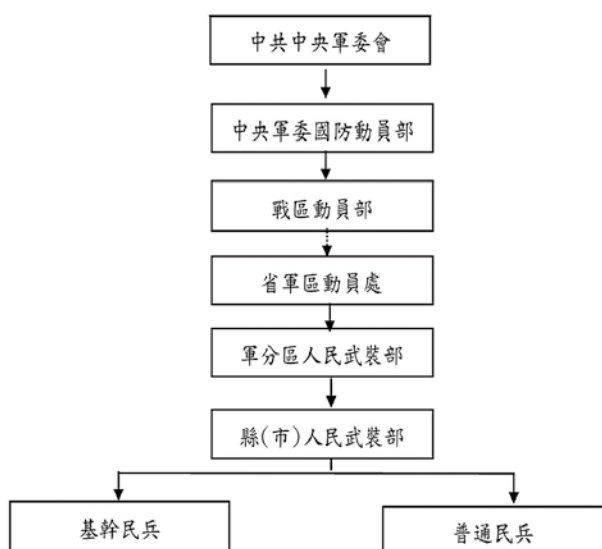 中共中央軍委會
中央軍委國防動員部
戰區動員部
省軍區動員處
軍分區人民武裝部
縣(市)人民武裝部
基幹民兵
普通民兵